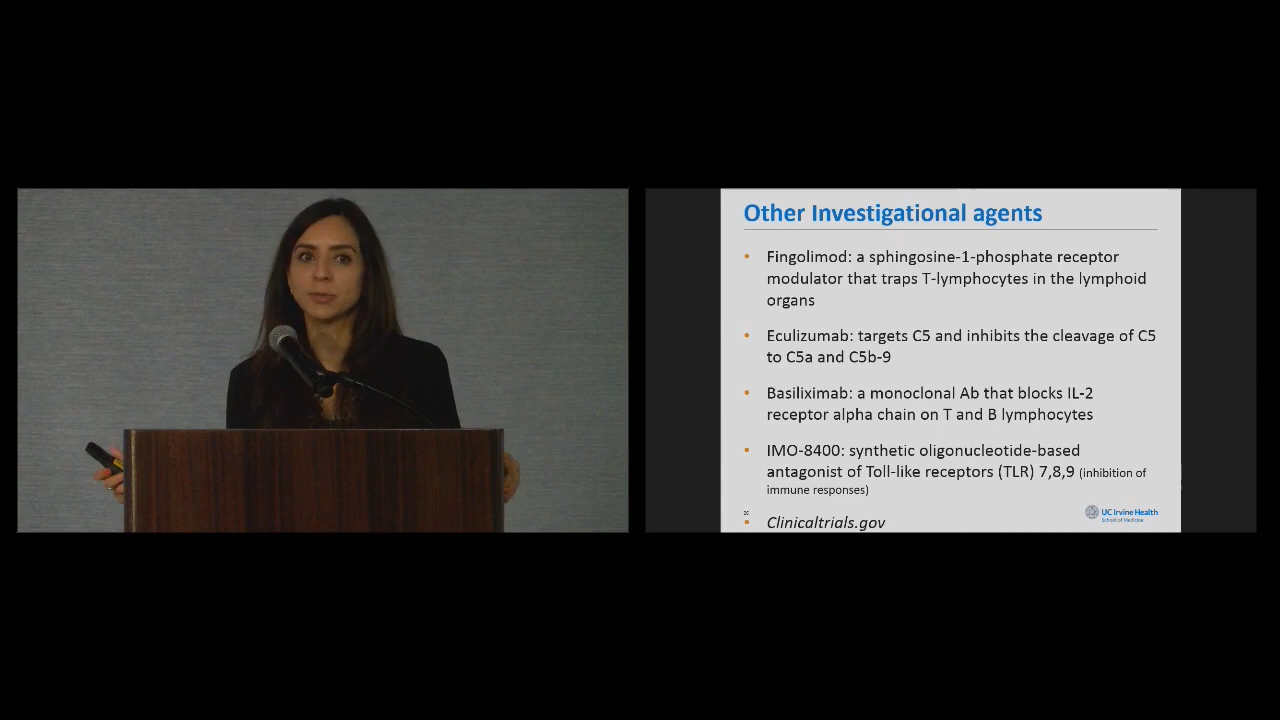 Other Investigational agents
• Fingolimod: a sphingosine-1-phosphate receptor
modulator that traps T-lymphocytes in the lymphoid
organs
• Eculizumab: targets C5 and inhibits the cleavage of C5
to C5a and C5b-9
• Basiliximab: a monoclonal Ab that blocks IL-2
receptor alpha chain on T and B lymphocytes
• IMO-8400: synthetic oligonucleotide-based
antagonist of Toll-like receptors (TLR) 7,8,9 (inhibition of
immune responses)
• Clinicaltrials.gov
UC Irvine Health
School of Medicine